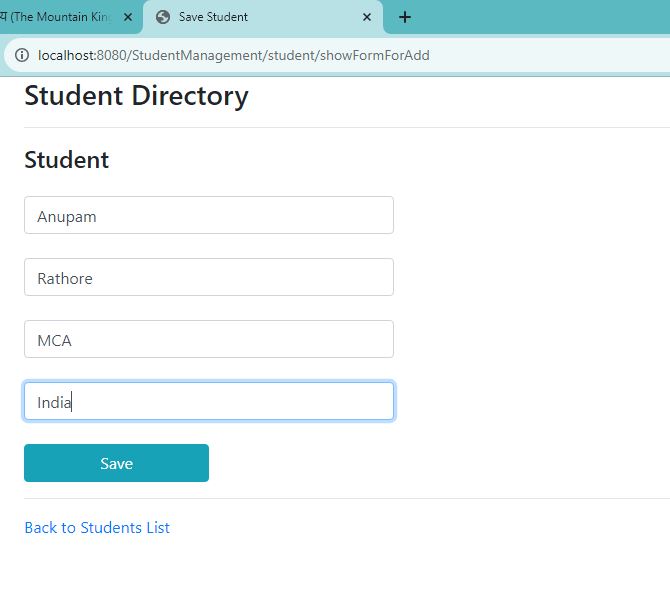 य (The Mountain Kin
Save Student
localhost:8080/StudentManagement/student/showFormForAdd
Student Directory
Student
Anupam
Rathore
MCA
India
Save
Back to Students List